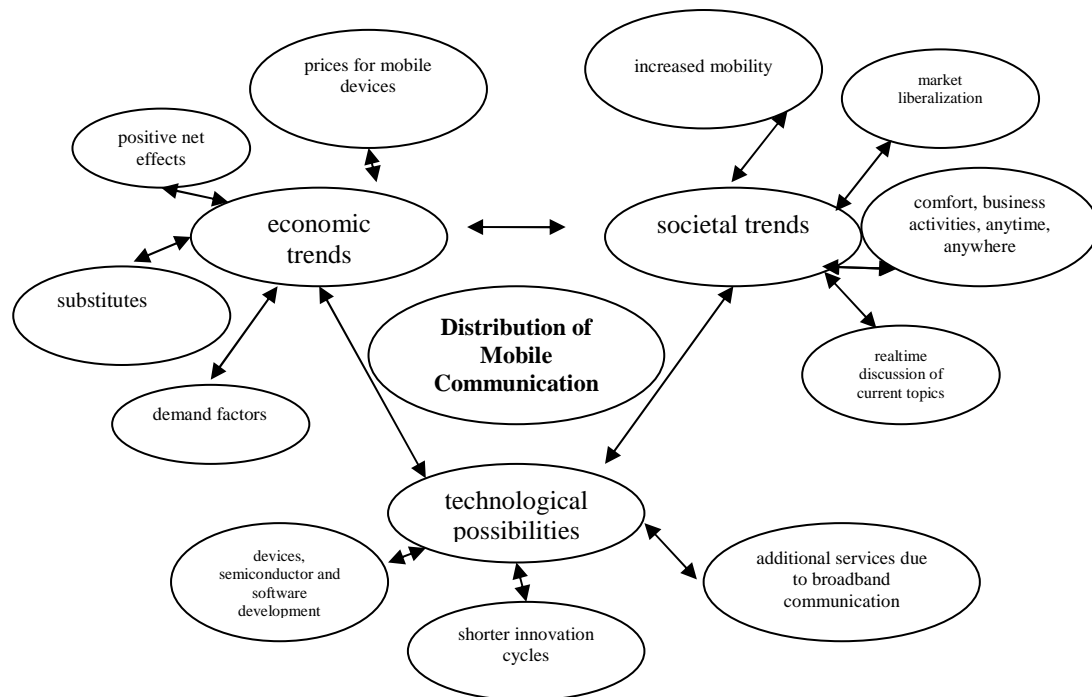 prices for mobile
devices
increased mobility
market
liberalization
positive net
effects
economic
trends
societal trends
comfort, business
activities, anytime,
anywhere
substitutes
Distribution of
Mobile
Communication
realtime
discussion of
current topics
demand factors
technological
possibilities
devices,
semiconductor and
software
development
additional services due
to broadband
communication
shorter innovation
cycles